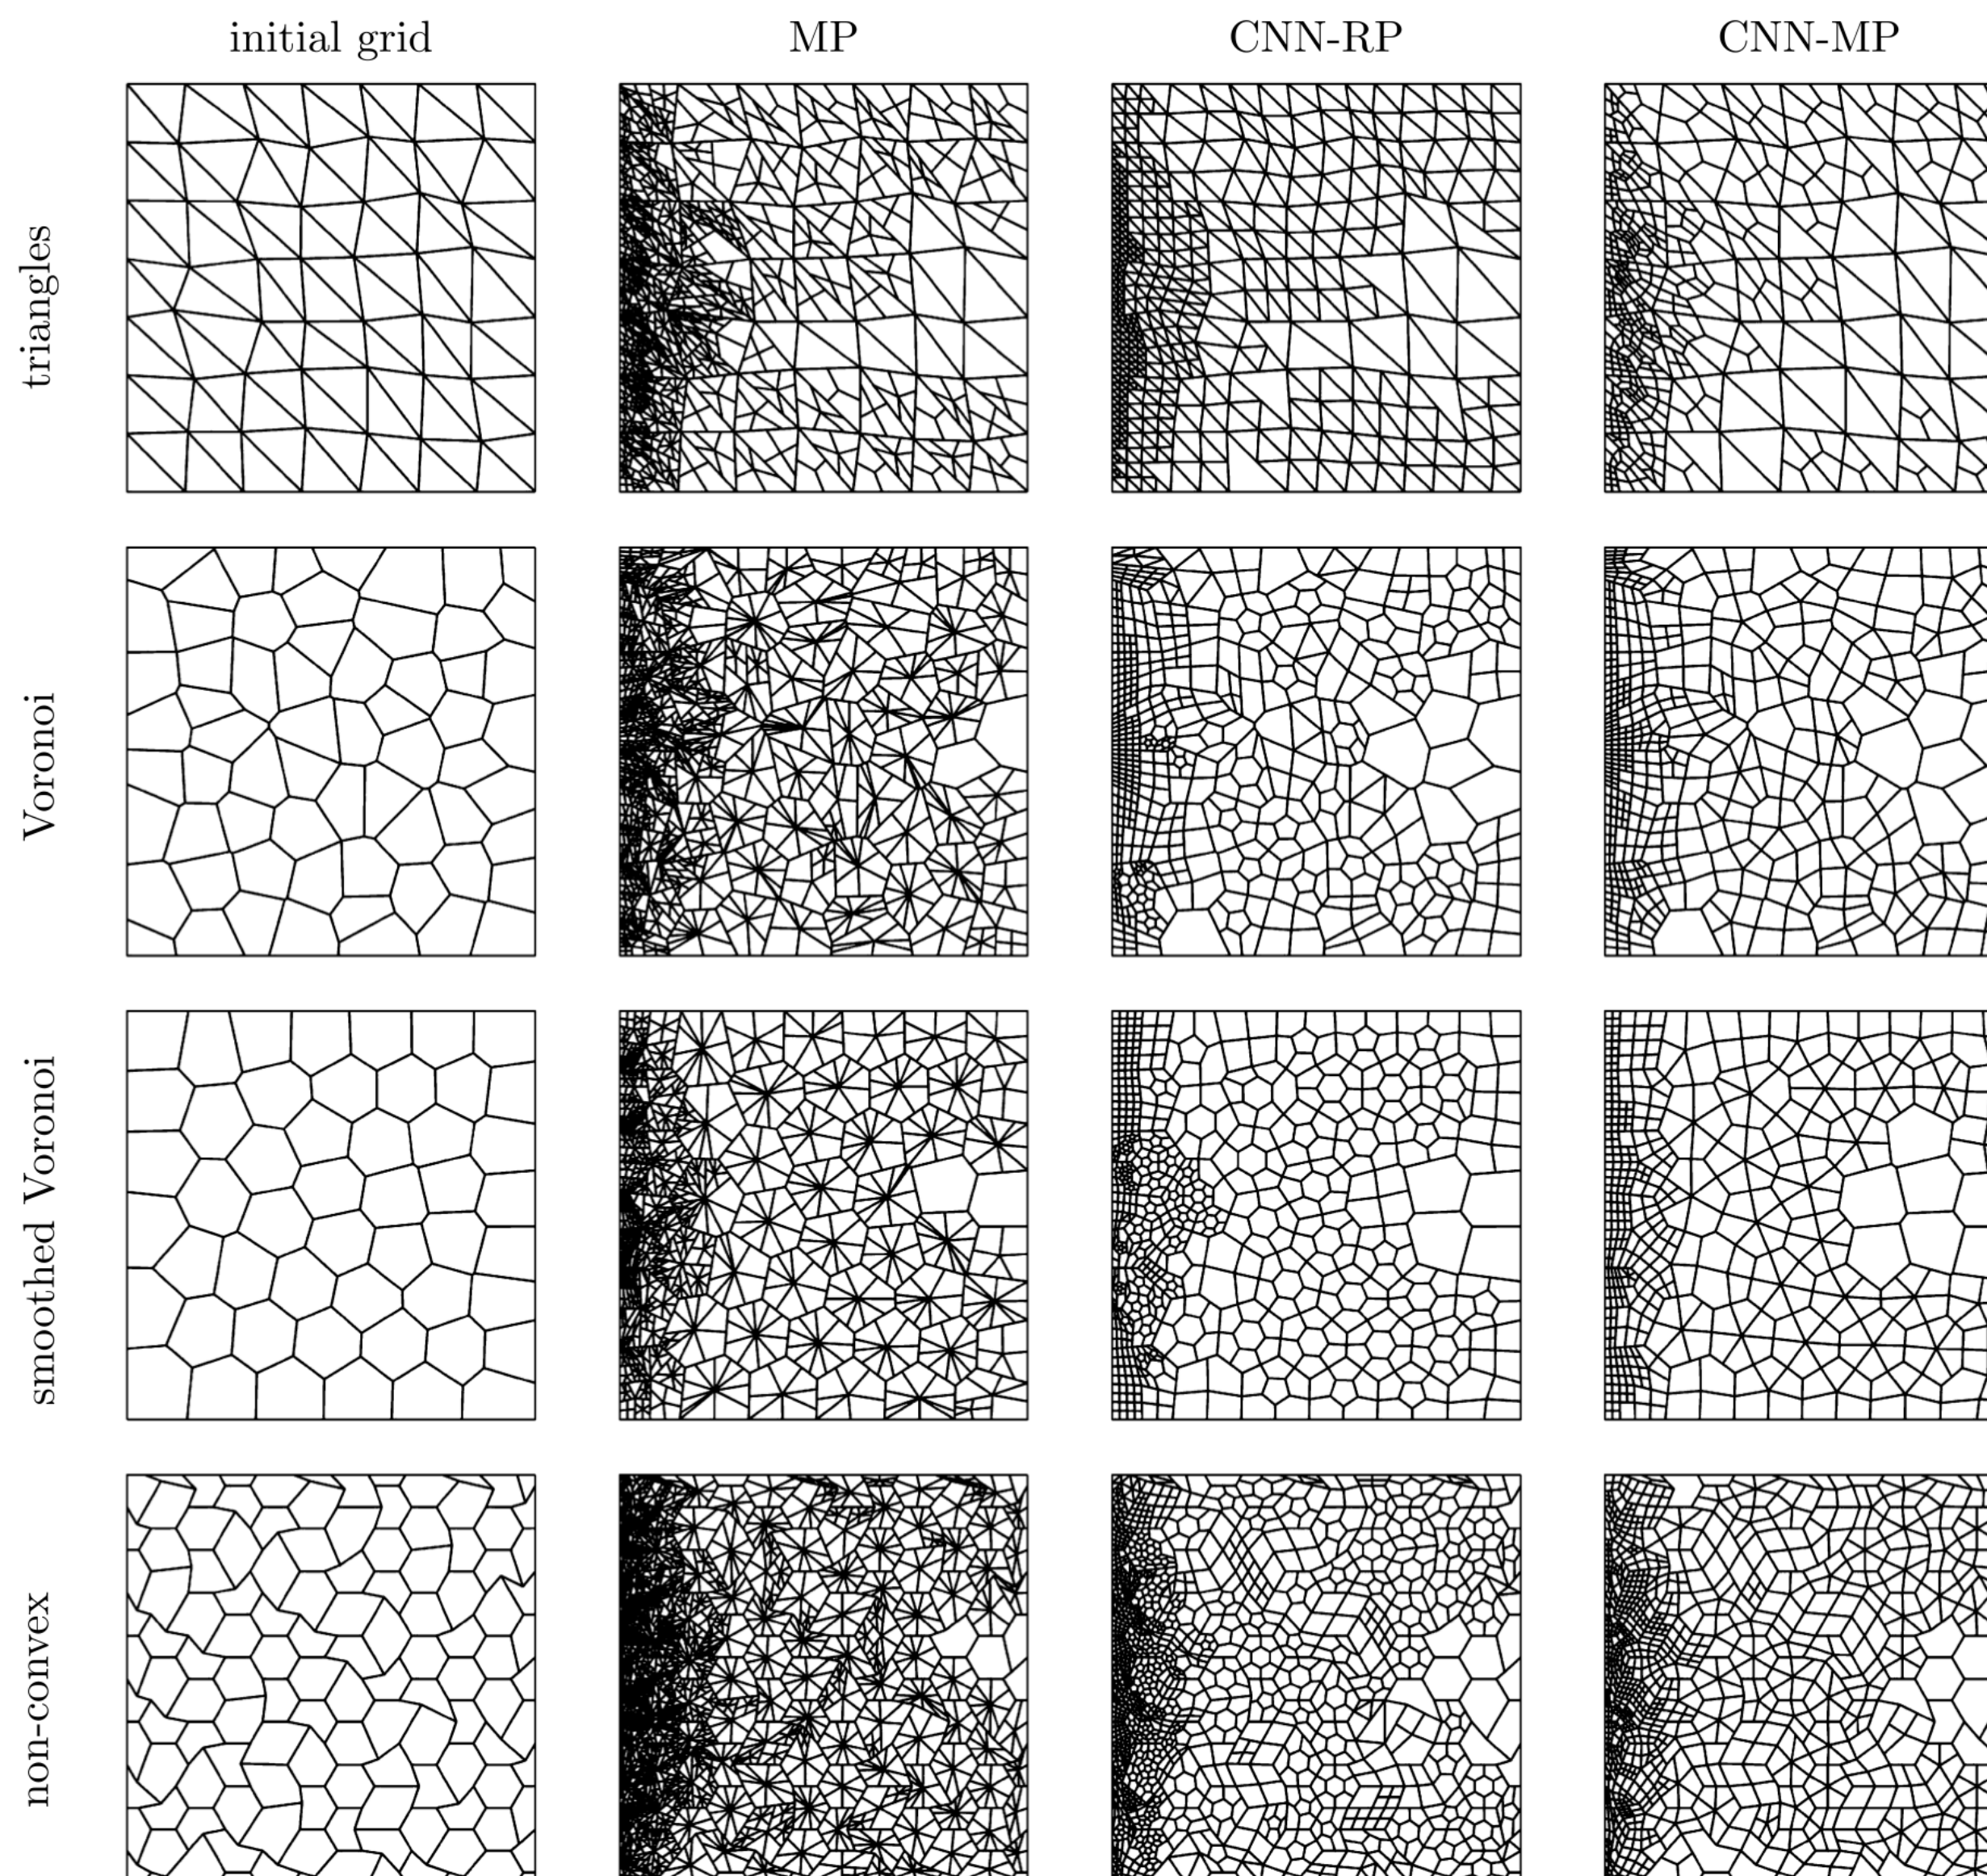 initial grid
MP
CNN-RP
CNN-MP
triangles
Voronoi
smoothed Voronoi
non-convex